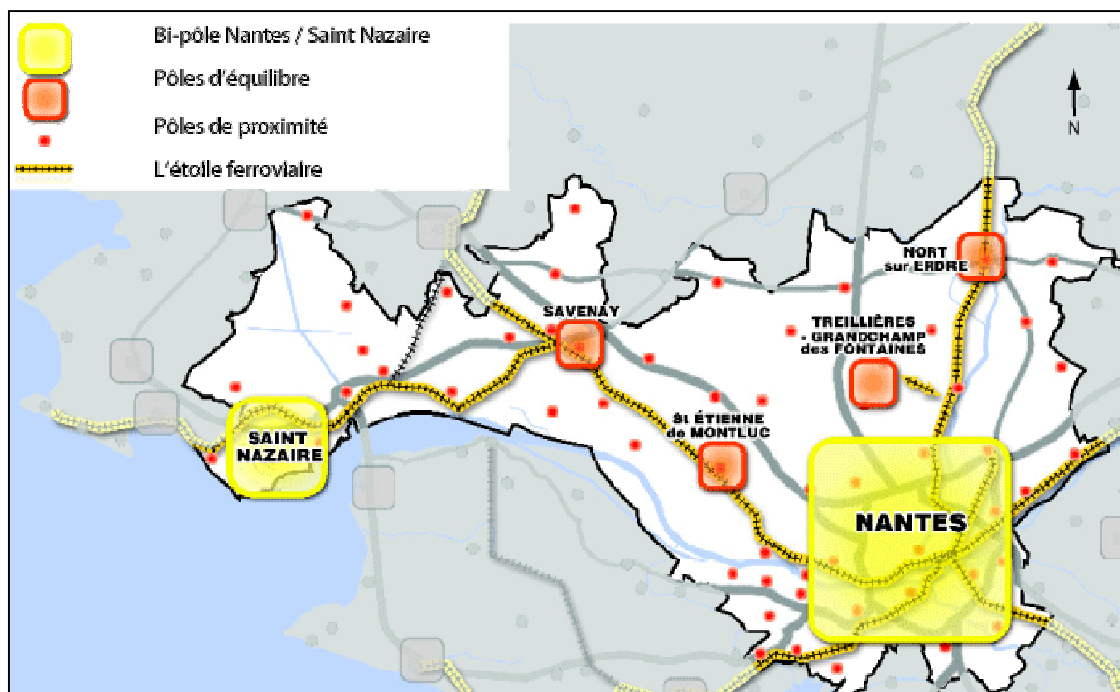 Bi-pôle Nantes / Saint Nazaire
Pôles d'équilibre
Pôles de proximité
L'étoile ferroviaire
N
NORT
sur ERDRE
SAVENAY
TREILLIÈRES
- GRANDCHAMP
des FONTAINES
St ÉTIENNE
de MONTLUC
SAINT
NAZAIRE
NANTES